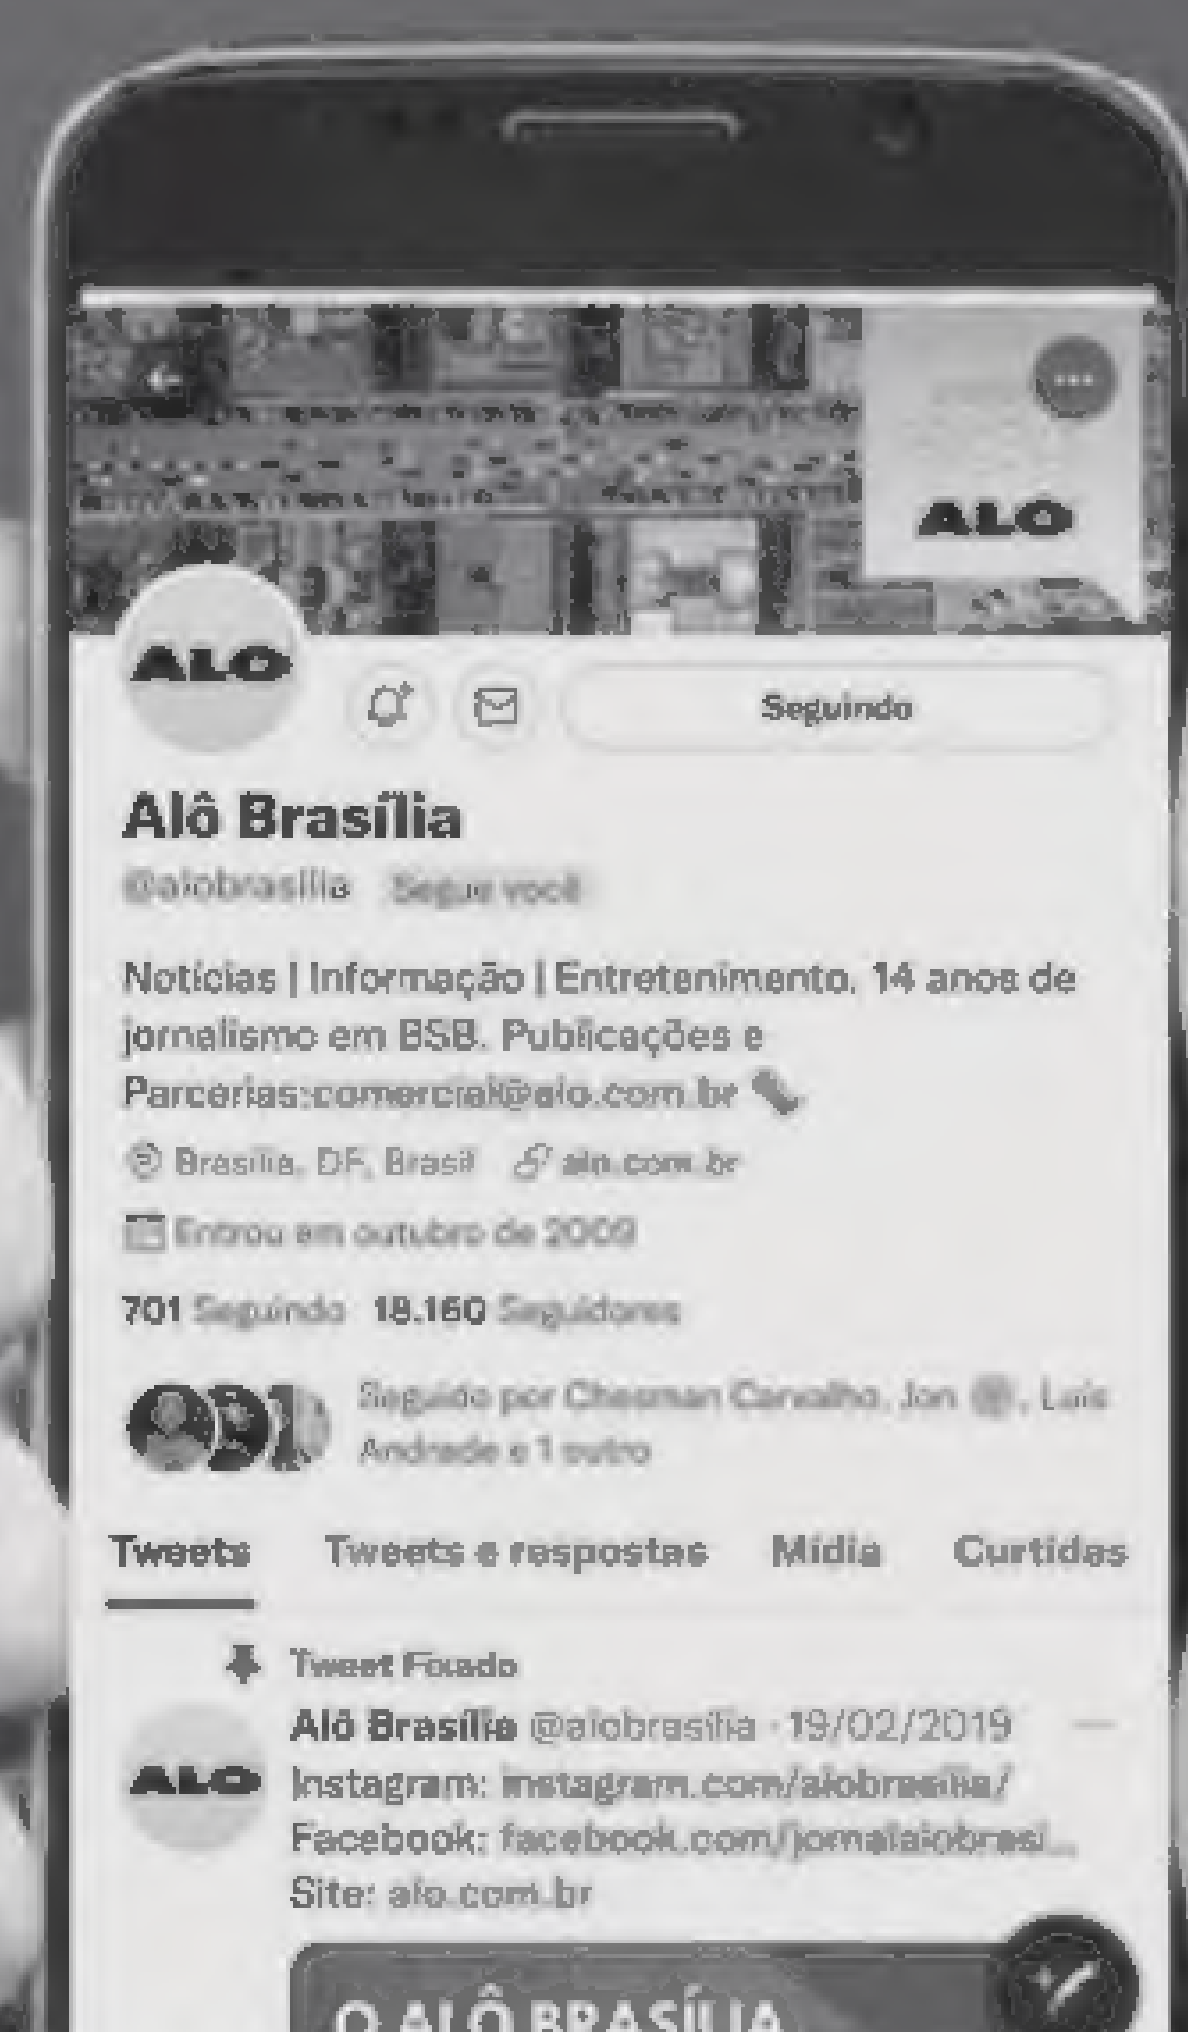 ALO
ALO
Seguindo
Alô Brasília
@alobrasilia Segue você
Notícias | Informação | Entretenimento. 14 anos de
jornalismo em BSB. Publicações e
Parcerias:comercial@alo.com.br
Brasília, DF, Brasil alo.com.br
Entrou em outubro de 2009
701 Seguindo 18.160 Seguidores
Seguido por Chesman Carvalho, Jon, Luís
Andrade e 1 outro
Tweets Tweets e respostas Mídia Curtidas
Tweet Fixado
Alô Brasília @alobrasilia · 19/02/2019
ALO
Instagram: instagram.com/alobrasilia/
Facebook: facebook.com/jornalalobrasi...
Site: alo.com.br
O ALÔ BRASÍLIA